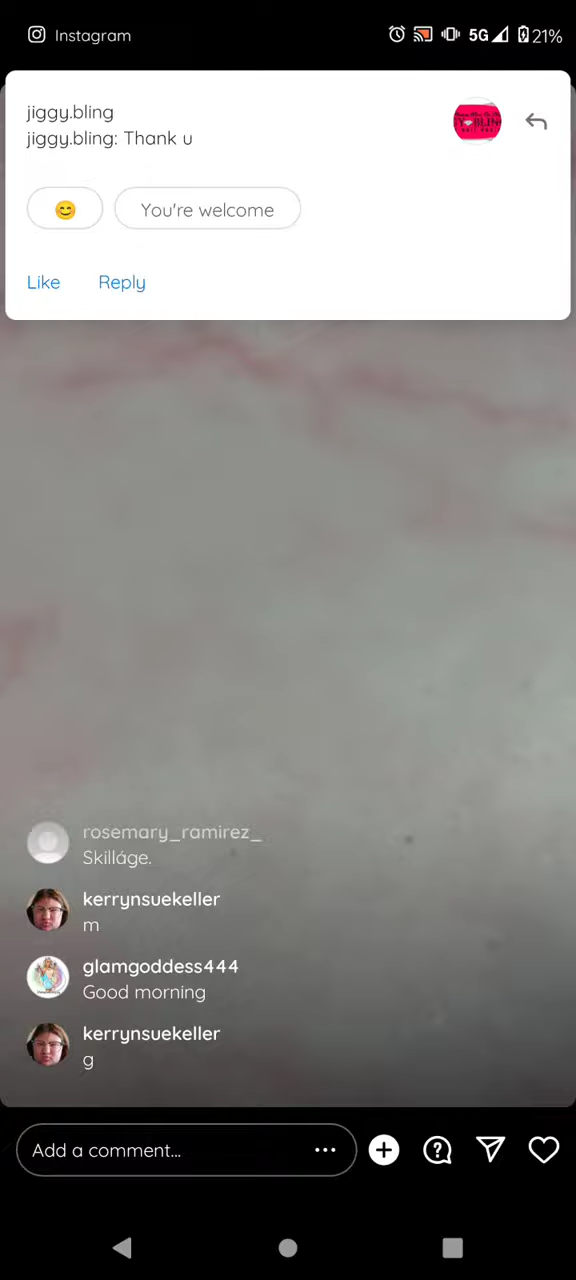 Instagram
5G 21%
jiggy.bling
jiggy.bling: Thank u
😊 You're welcome
Like Reply
rosemary_ramirez_
Skilláge.
kerrynsuekeller
m
glamgoddess444
Good morning
kerrynsuekeller
g
Add a comment...